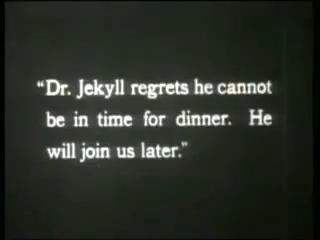 “Dr. Jekyll regrets he cannot
be in time for dinner. He
will join us later.”